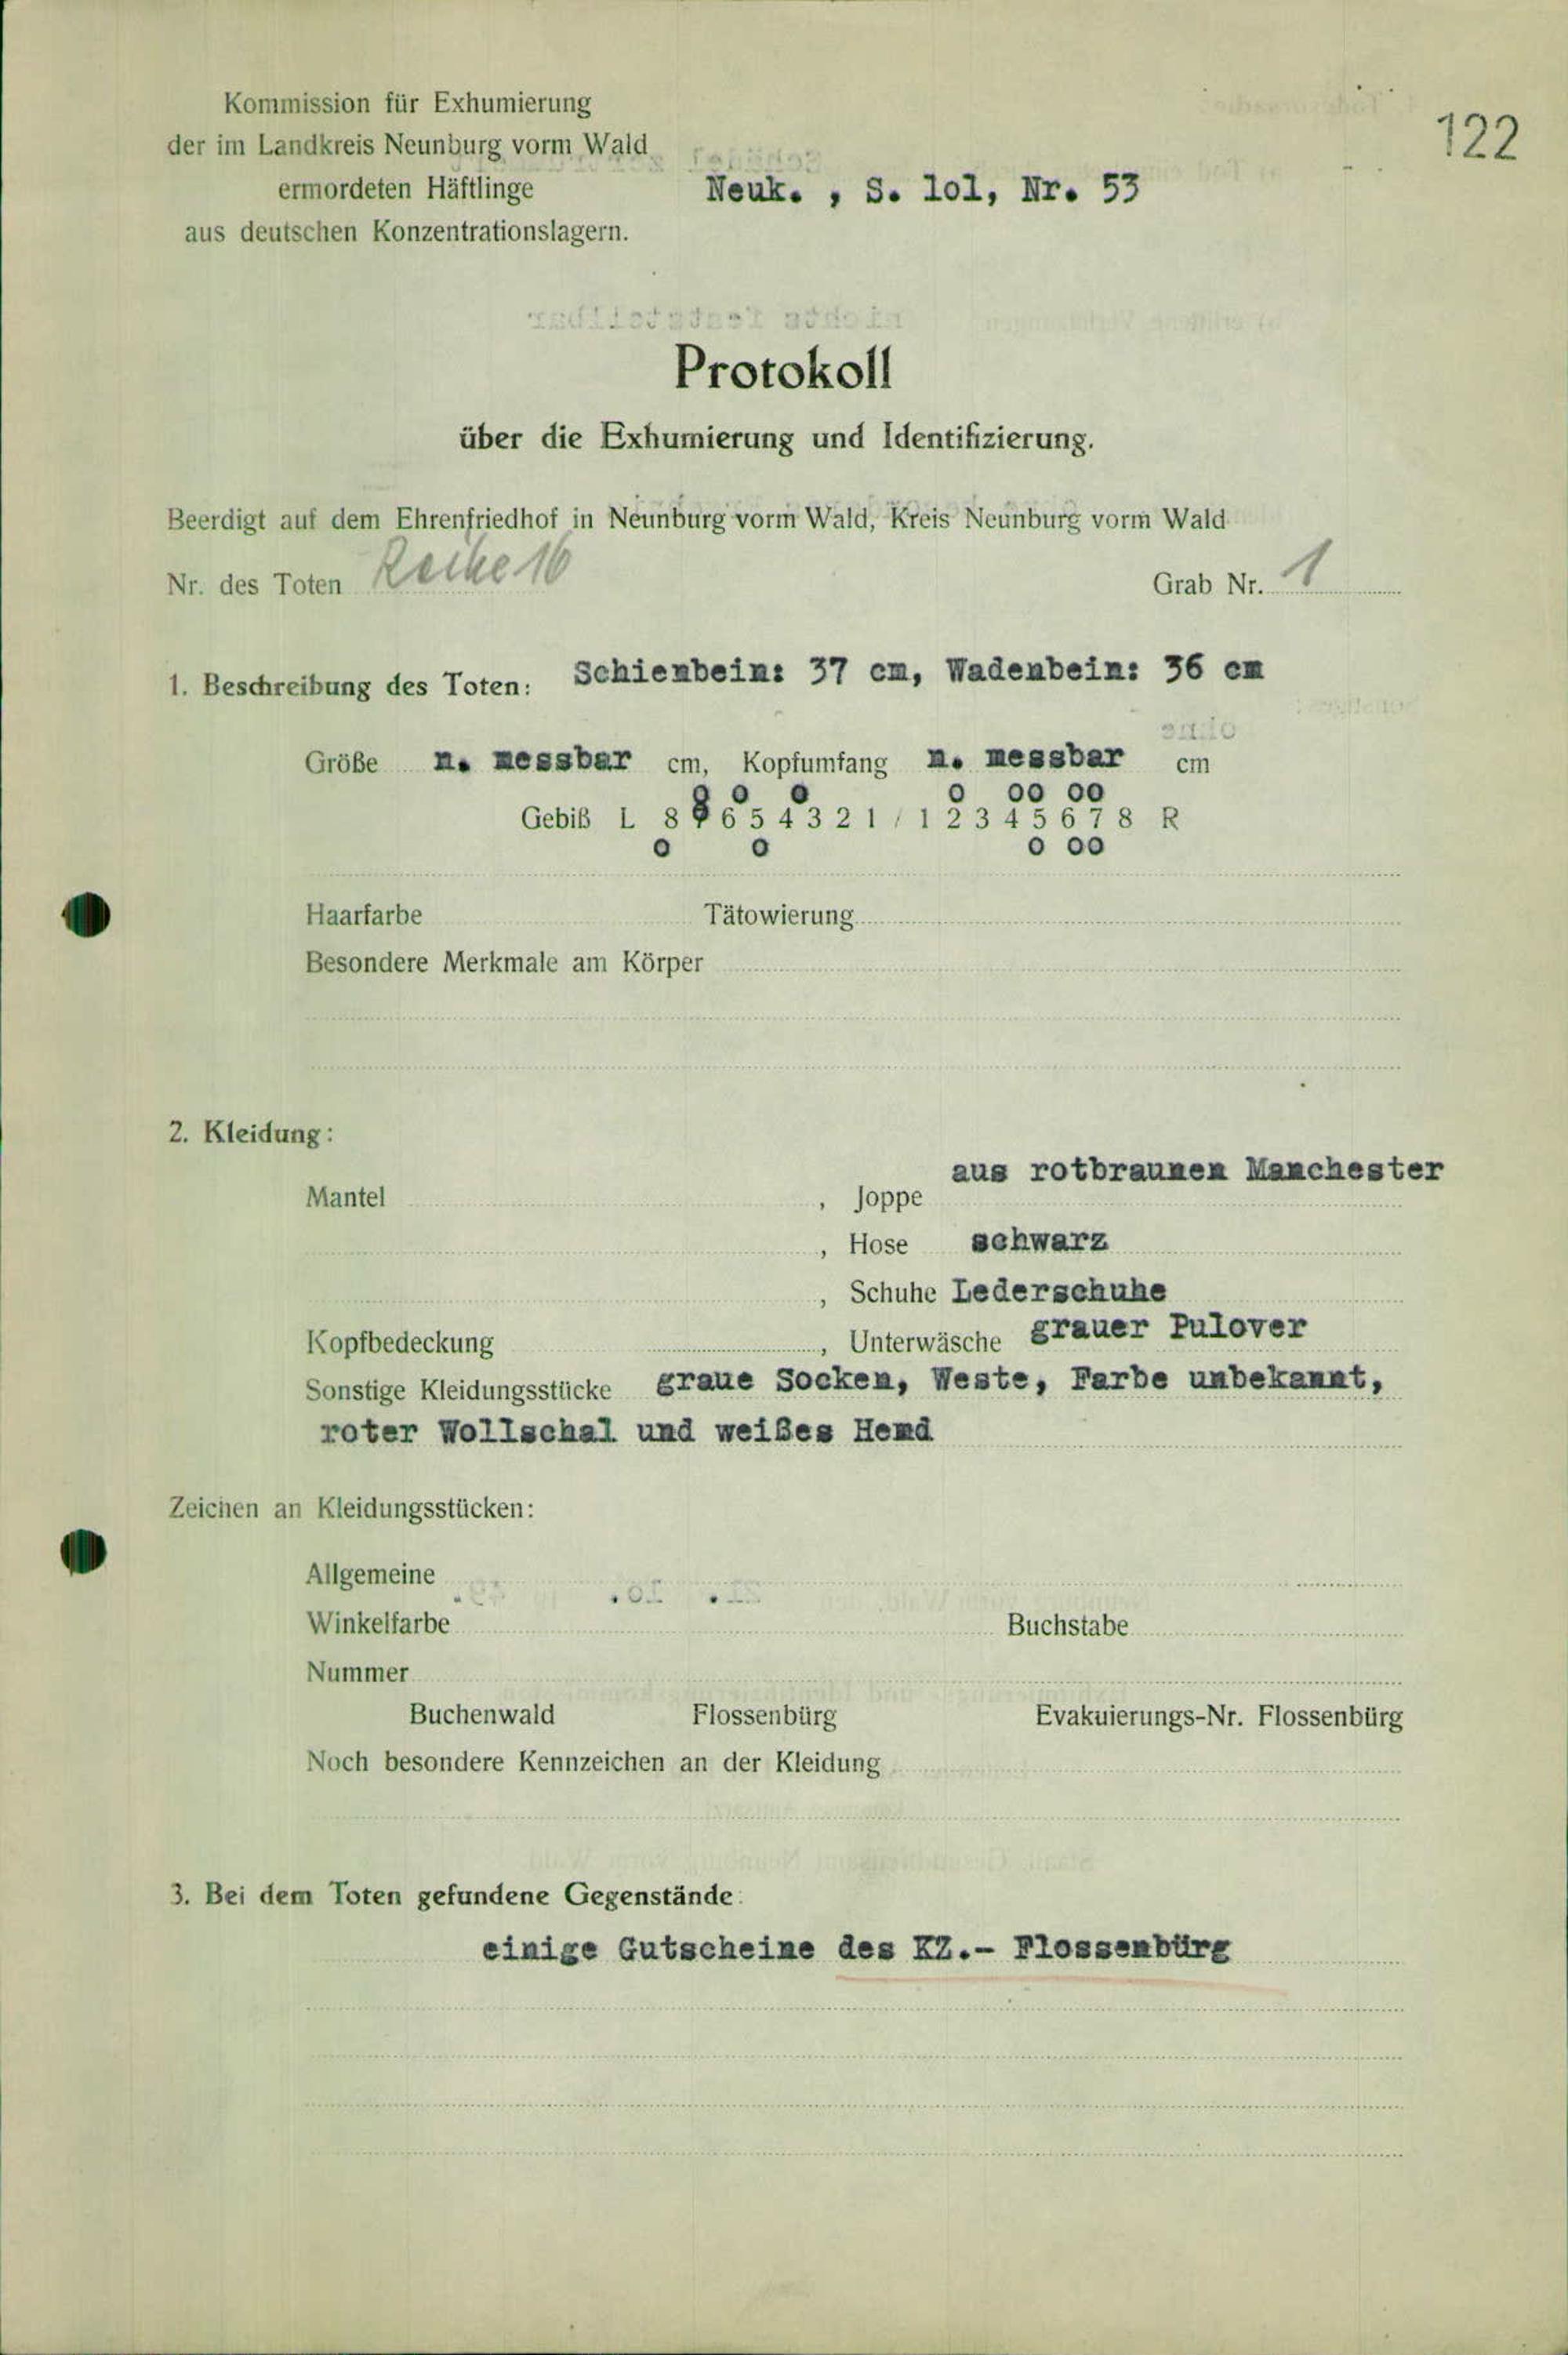 Kommission für Exhumierung
der im Landkreis Neunburg vorm Wald
ermordeten Häftlinge
aus deutschen Konzentrationslagern.
122
Neuk. , S. lol, Nr. 53
Protokoll
über die Exhumierung und Identifizierung.
Beerdigt auf dem Ehrenfriedhof in Neunburg vorm Wald, Kreis Neunburg vorm Wald
Nr. des Toten Reihe 16 Grab Nr. 1
1. Beschreibung des Toten: Schienbein: 37 cm, Wadenbein: 36 cm
Größe n. messbar cm, Kopfumfang n. messbar cm
o o o o oo oo
Gebiß L 8 7 6 5 4 3 2 1 / 1 2 3 4 5 6 7 8 R
o o o oo
Haarfarbe Tätowierung
Besondere Merkmale am Körper
2. Kleidung:
aus rotbraunen Manchester
Mantel , Joppe
, Hose schwarz
, Schuhe Lederschuhe
Kopfbedeckung , Unterwäsche grauer Pulover
Sonstige Kleidungsstücke graue Socken, Weste, Farbe unbekannt,
roter Wollschal und weißes Hemd
Zeichen an Kleidungsstücken:
Allgemeine
Winkelfarbe Buchstabe
Nummer
Buchenwald Flossenbürg Evakuierungs-Nr. Flossenbürg
Noch besondere Kennzeichen an der Kleidung
3. Bei dem Toten gefundene Gegenstände:
einige Gutscheine des KZ.- Flossenbürg